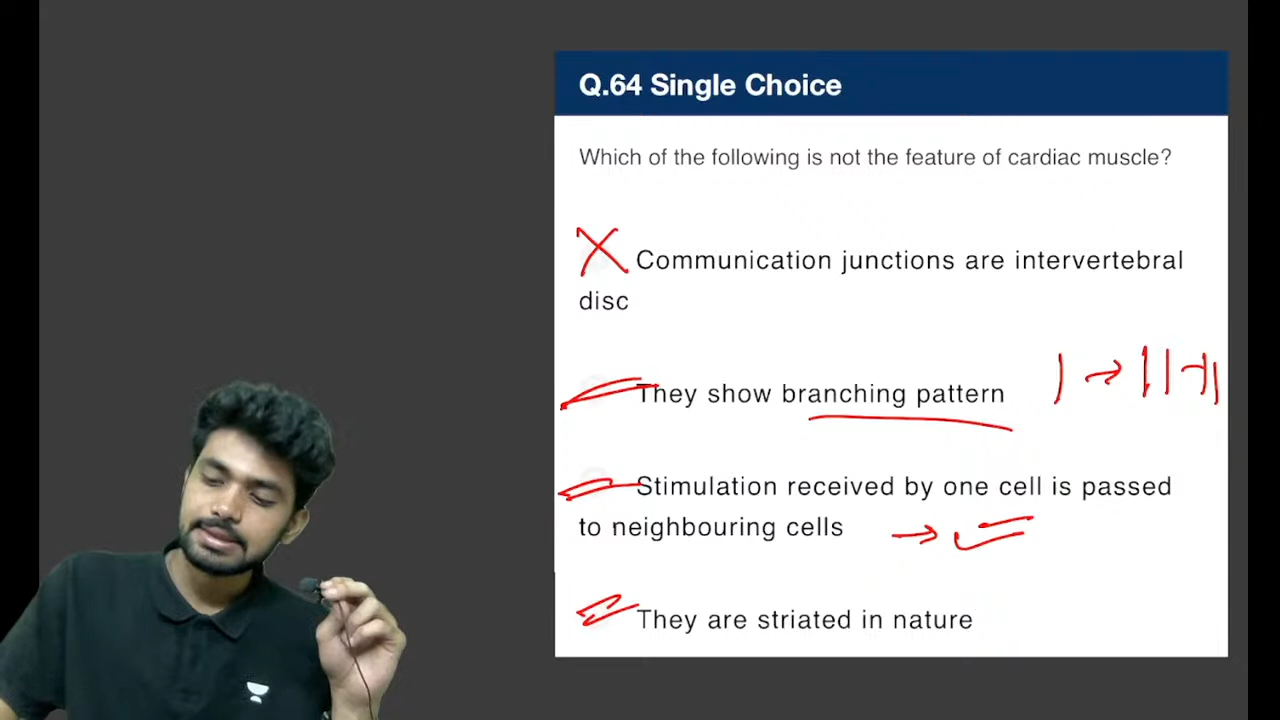 Q.64 Single Choice
Which of the following is not the feature of cardiac muscle?
Communication junctions are intervertebral
disc
They show branching pattern
Stimulation received by one cell is passed
to neighbouring cells
They are striated in nature